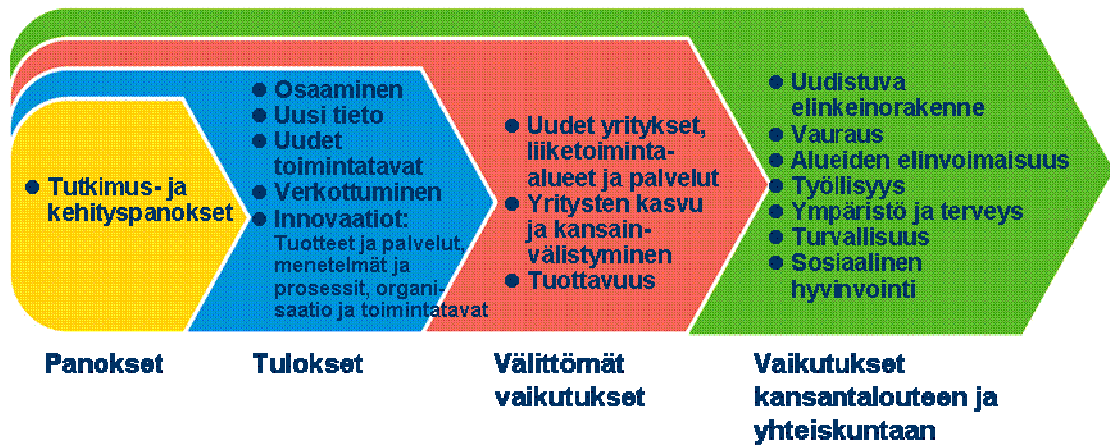 ● Tutkimus- ja
kehityspanokset
● Osaaminen
● Uusi tieto
● Uudet
toimintatavat
● Verkottuminen
● Innovaatiot:
Tuotteet ja palvelut,
menetelmät ja
prosessit, organi-
saatio ja toimintatavat
● Uudet yritykset,
liiketoiminta-
alueet ja palvelut
● Yritysten kasvu
ja kansain-
välistyminen
● Tuottavuus
● Uudistuva
elinkeinorakenne
● Vauraus
● Alueiden elinvoimaisuus
● Työllisyys
● Ympäristö ja terveys
● Turvallisuus
● Sosiaalinen
hyvinvointi
Panokset
Tulokset
Välittömät
vaikutukset
Vaikutukset
kansantalouteen ja
yhteiskuntaan